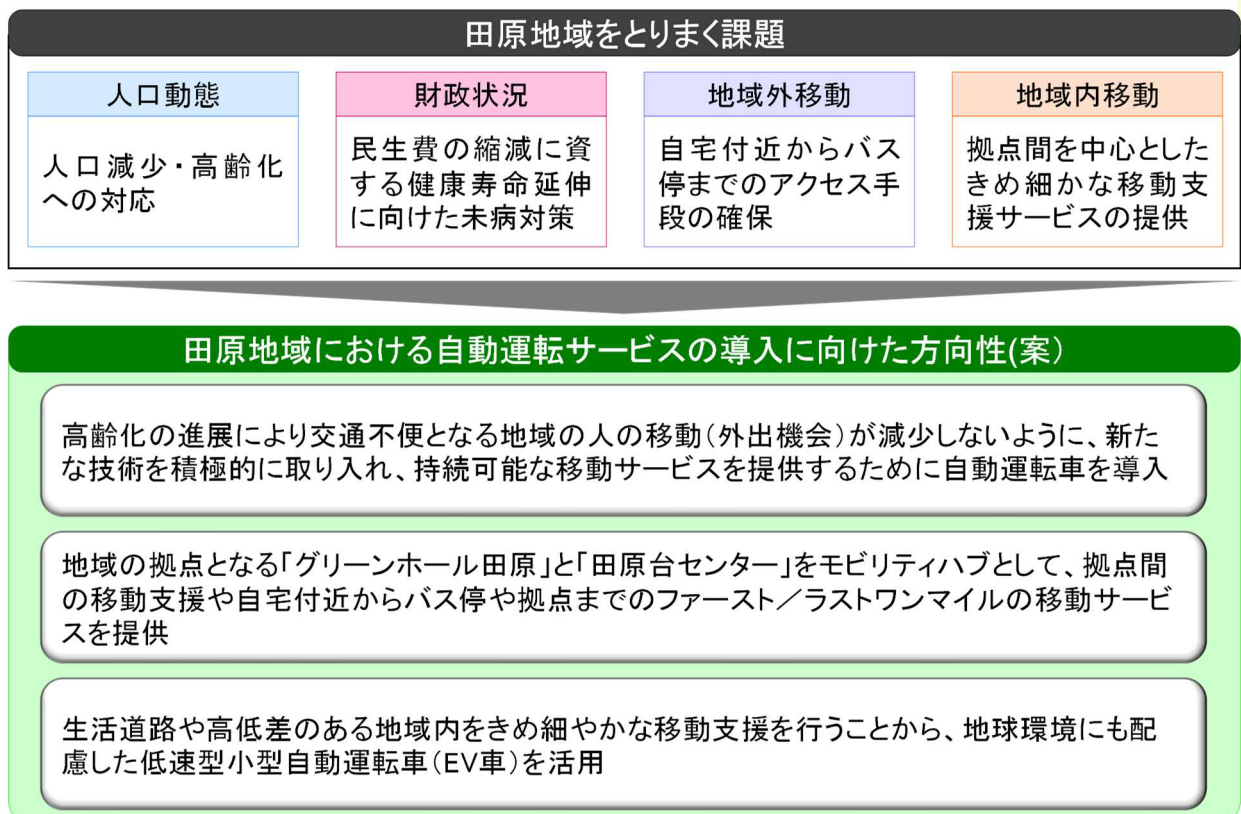 田原地域をとりまく課題
人口動態
人口減少・高齢化
への対応
財政状況
民生費の縮減に資
する健康寿命延伸
に向けた未病対策
地域外移動
自宅付近からバス
停までのアクセス手
段の確保
地域内移動
拠点間を中心とした
きめ細かな移動支
援サービスの提供
田原地域における自動運転サービスの導入に向けた方向性(案）
高齢化の進展により交通不便となる地域の人の移動（外出機会）が減少しないように、新た
な技術を積極的に取り入れ、持続可能な移動サービスを提供するために自動運転車を導入
地域の拠点となる「グリーンホール田原」と「田原台センター」をモビリティハブとして、拠点間
の移動支援や自宅付近からバス停や拠点までのファースト／ラストワンマイルの移動サービ
スを提供
生活道路や高低差のある地域内をきめ細やかな移動支援を行うことから、地球環境にも配
慮した低速型小型自動運転車（EV車）を活用